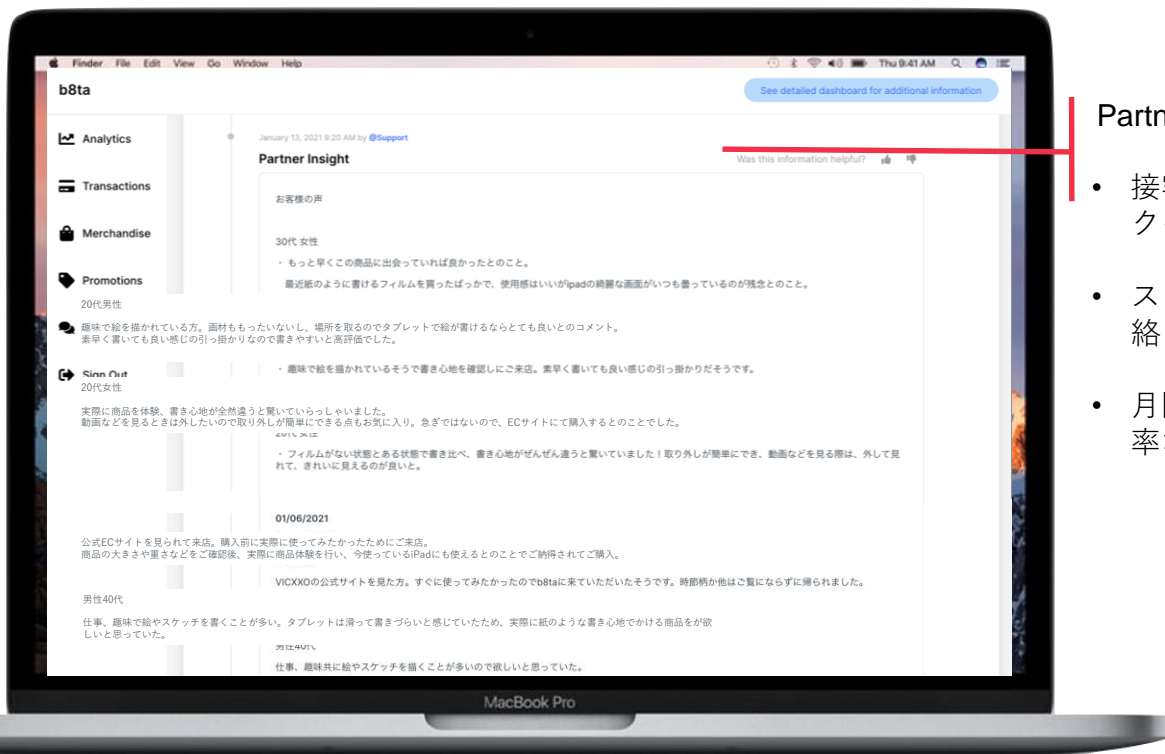 Finder File Edit View Go Window Help Thu 9:41 AM
b8ta
See detailed dashboard for additional information
Analytics
Transactions
Merchandise
Promotions
Sign Out
January 13, 2021 9:20 AM by @Support
Partner Insight
Was this information helpful?
お客様の声
30代 女性
・もっと早くこの商品に出会っていれば良かったとのこと。
最近紙のように書けるフィルムを買ったばっかで、使用感はいいがipadの綺麗な画面がいつも曇っているのが残念とのこと。
20代男性
趣味で絵を描かれている方。画材ももったいないし、場所を取るのでタブレットで絵が書けるならとても良いとのコメント。
素早く書いても良い感じの引っ掛かりなので書きやすいと高評価でした。
・趣味で絵を描かれているそうで書き心地を確認しにご来店。素早く書いても良い感じの引っ掛かりだそうです。
20代女性
実際に商品を体験、書き心地が全然違うと驚いていらっしゃいました。
動画などを見るときは外したいので取り外しが簡単にできる点もお気に入り。急ぎではないので、ECサイトにて購入するとのことでした。
・フィルムがない状態とある状態で書き比べ、書き心地がぜんぜん違うと驚いていました！取り外しが簡単にでき、動画などを見る際は、外して見
れて、きれいに見えるのが良いと。
01/06/2021
公式ECサイトを見られて来店。購入前に実際に使ってみたかったためにご来店。
商品の大きさや重さなどをご確認後、実際に商品体験を行い、今使っているiPadにも使えるとのことでご納得されてご購入。
VICXXOの公式サイトを見た方。すぐに使ってみたかったのでb8taに来ていただいたそうです。時節柄か他はご覧にならずに帰られました。
男性40代
仕事、趣味で絵やスケッチを書くことが多い。タブレットは滑って書きづらいと感じていたため、実際に紙のような書き心地でかける商品をが欲
しいと思っていた。
男性40代
仕事、趣味共に絵やスケッチを描くことが多いので欲しいと思っていた。
MacBook Pro
Partn
• 接
ク
• ス
絡
• 月
率